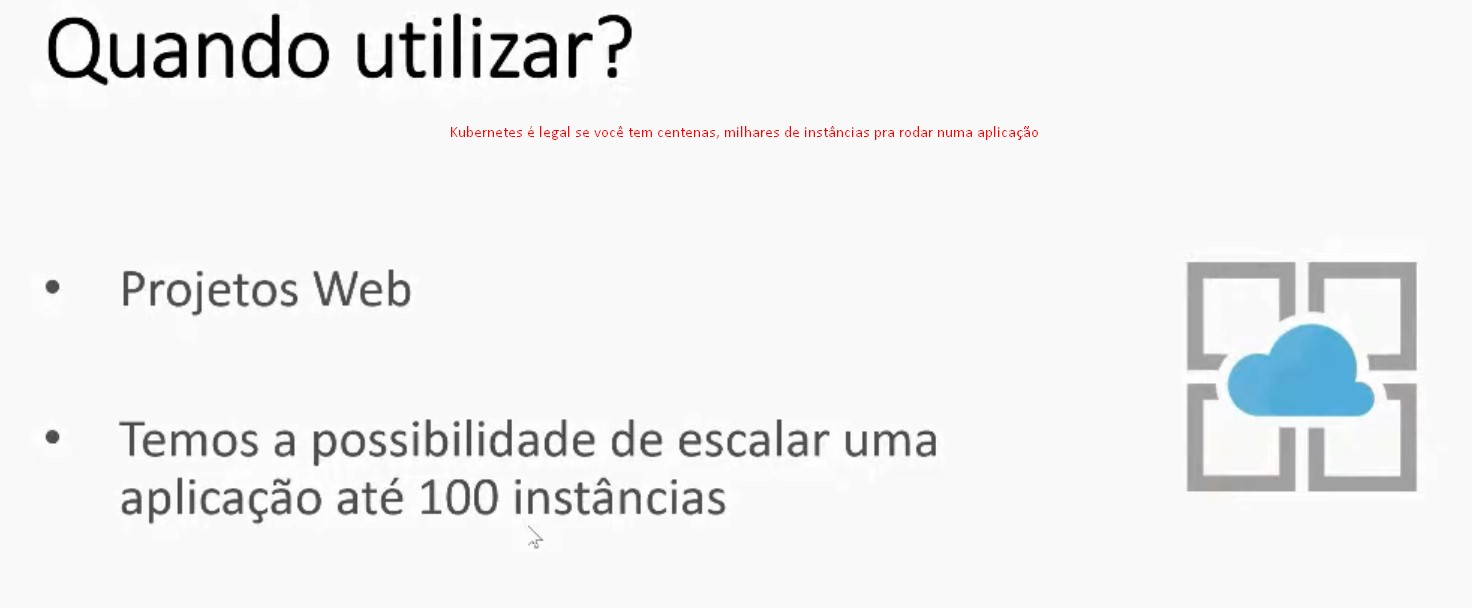 Quando utilizar?
Kubernetes é legal se você tem centenas, milhares de instâncias pra rodar numa aplicação
• Projetos Web
• Temos a possibilidade de escalar uma
aplicação até 100 instâncias